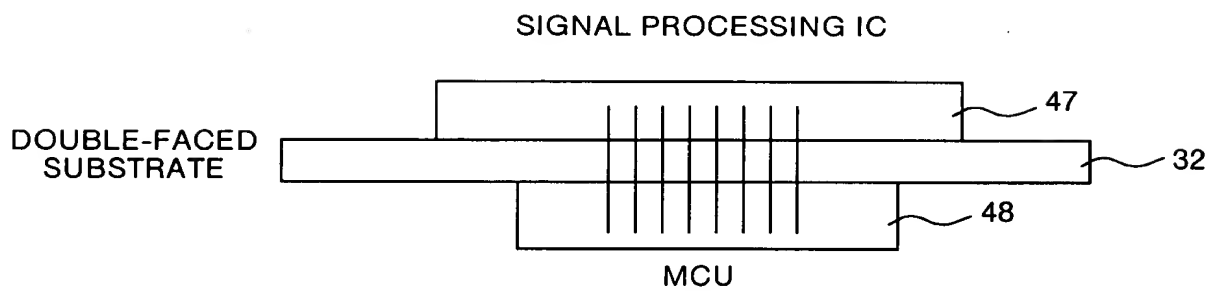 SIGNAL PROCESSING IC
47
DOUBLE-FACED
SUBSTRATE
32
48
MCU